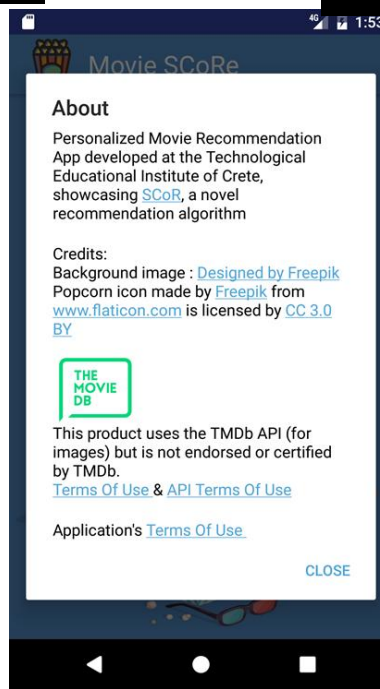 4G 1:53
Movie SCoRe
About
Personalized Movie Recommendation
App developed at the Technological
Educational Institute of Crete,
showcasing SCoR, a novel
recommendation algorithm
Credits:
Background image : Designed by Freepik
Popcorn icon made by Freepik from
www.flaticon.com is licensed by CC 3.0
BY
THE
MOVIE
DB
This product uses the TMDb API (for
images) but is not endorsed or certified
by TMDb.
Terms Of Use & API Terms Of Use
Application's Terms Of Use
CLOSE